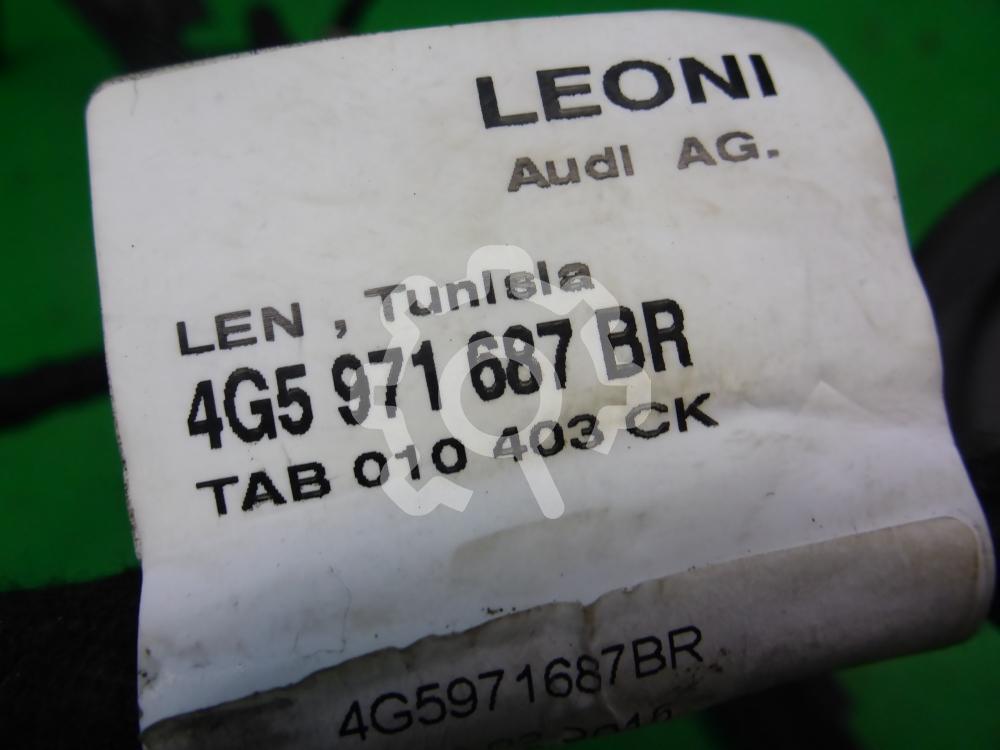 LEONI
Audi AG.
LEN , Tunisia
4G5 971 687 BR
TAB 010 403 CK
4G5971687BR